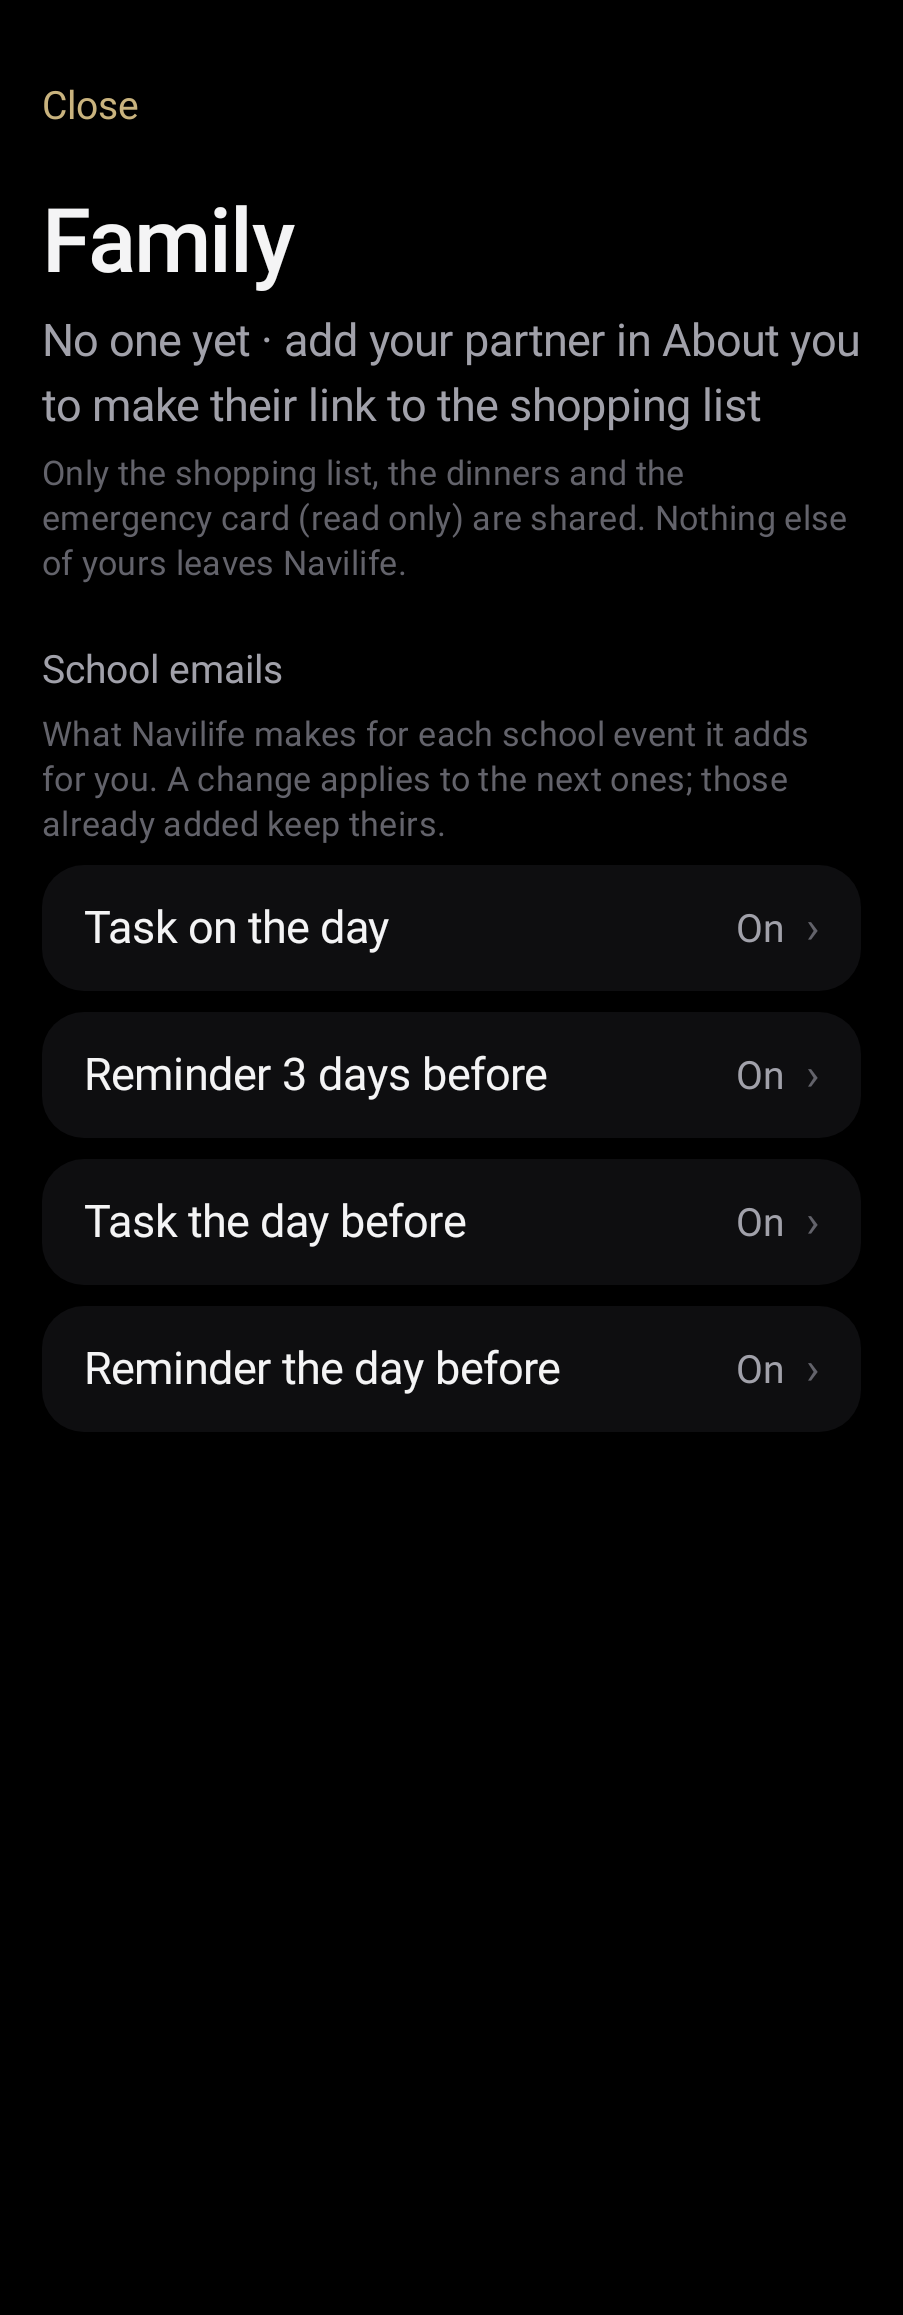 Close
Family
No one yet · add your partner in About you
to make their link to the shopping list
Only the shopping list, the dinners and the
emergency card (read only) are shared. Nothing else
of yours leaves Navilife.
School emails
What Navilife makes for each school event it adds
for you. A change applies to the next ones; those
already added keep theirs.
Task on the day On ›
Reminder 3 days before On ›
Task the day before On ›
Reminder the day before On ›